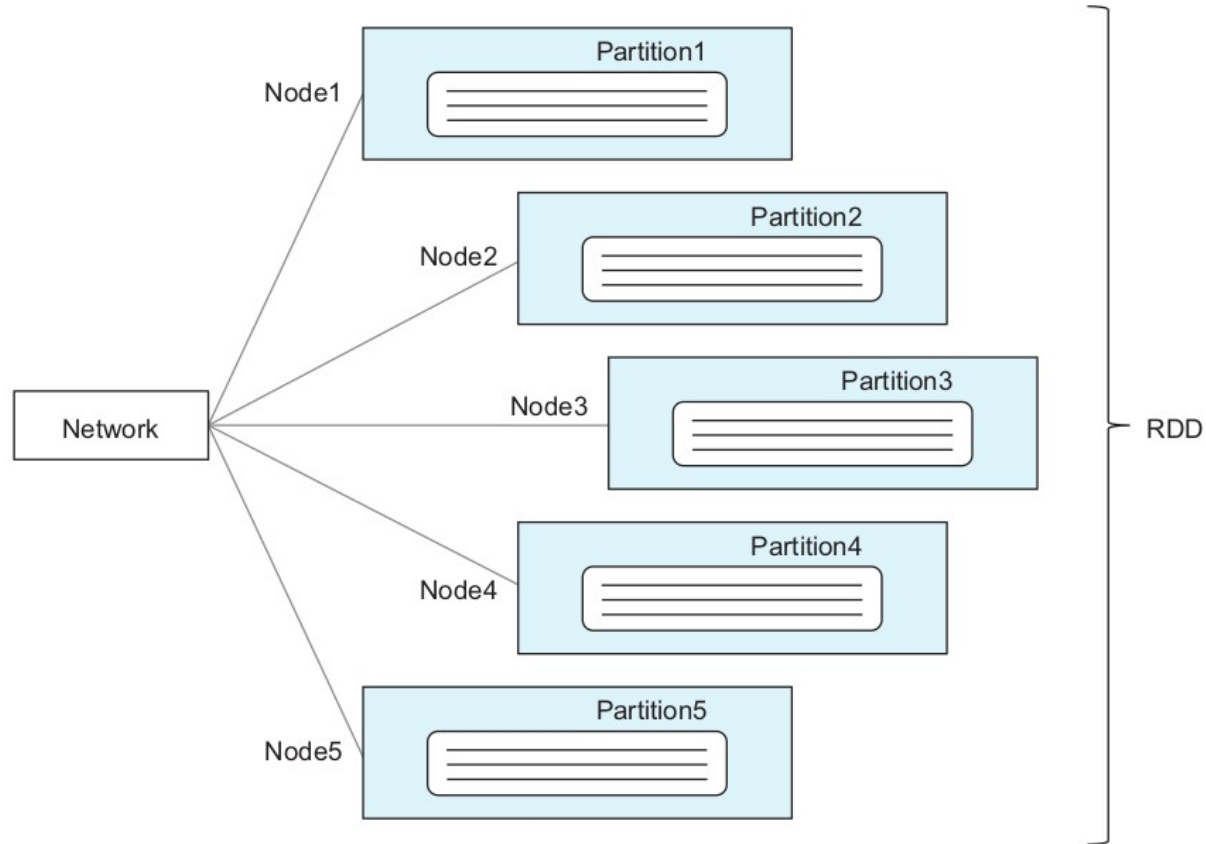 Partition1
Node1
Partition2
Node2
Partition3
Node3
Network
RDD
Partition4
Node4
Partition5
Node5